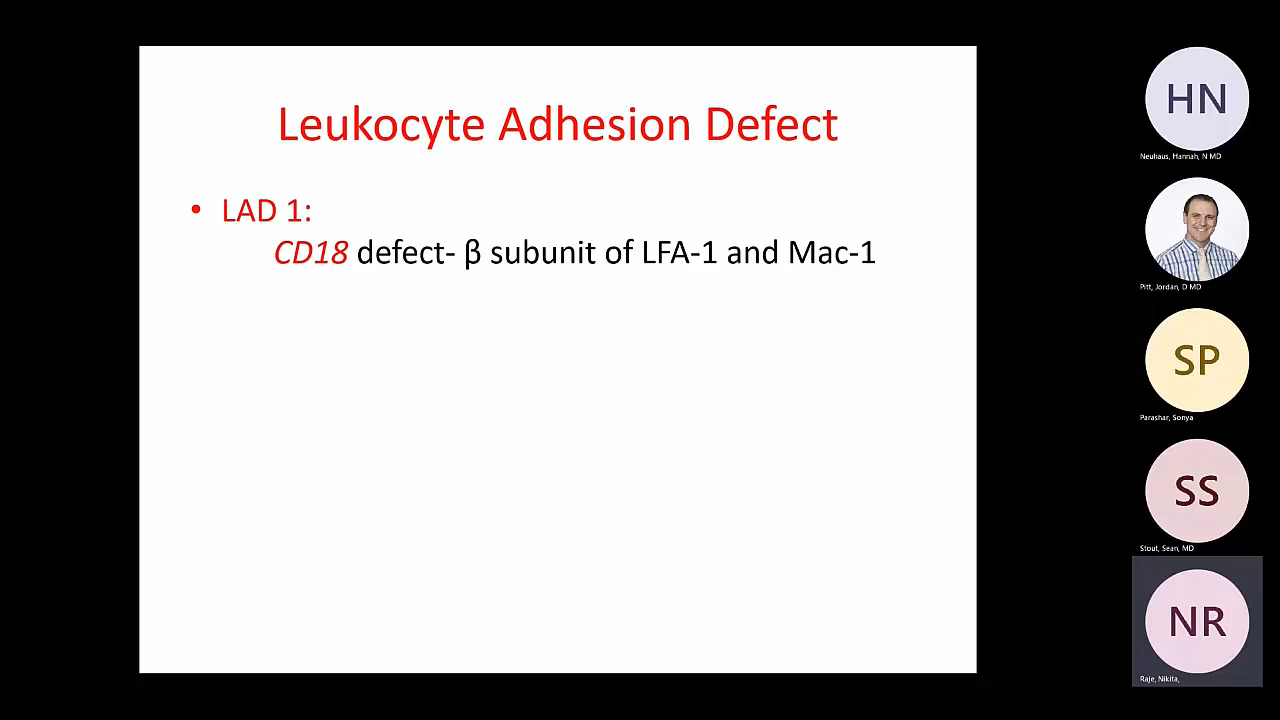 Leukocyte Adhesion Defect
• LAD 1:
CD18 defect- β subunit of LFA-1 and Mac-1
HN
Neuhaus, Hannah, N MD
Pitt, Jordan, D MD
SP
Parashar, Sonya
SS
Stout, Sean, MD
NR
Raje, Nikita,